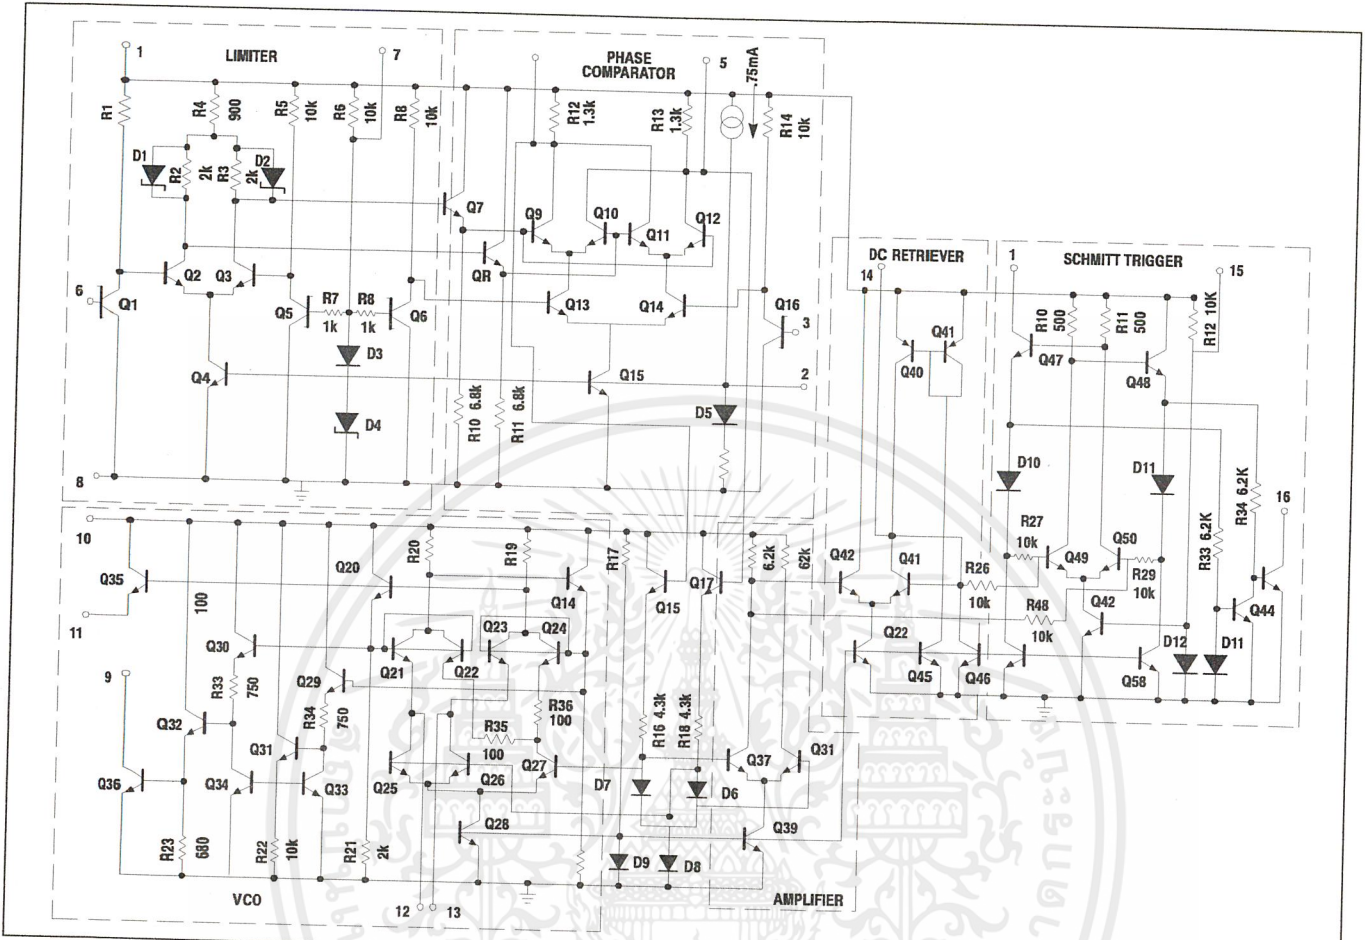 LIMITER
PHASE
COMPARATOR
1
7
5
.75mA
R1
R4
900
R5
10k
R6
10k
R8
10k
R12
1.3k
R13
1.3k
R14
10k
D1
R2
2k
R3
2k
D2
Q7
Q9
Q10
Q11
Q12
QR
6
Q1
Q2
Q3
Q5
R7
1k
R8
1k
Q6
Q13
Q14
Q16
3
D3
Q4
Q15
2
D4
R10 6.8k
R11 6.8k
D5
8
DC RETRIEVER
14
Q40
Q41
SCHMITT TRIGGER
1
15
R10
500
R11
500
R12 10K
Q47
Q48
D10
D11
R34 6.2K
16
R33 6.2K
R27
10k
Q49
Q50
R29
10k
Q42
Q41
R26
10k
R48
10k
Q42
Q44
Q22
Q45
Q46
Q58
D12
D11
10
Q35
100
11
Q20
R20
R19
Q14
R17
Q15
Q17
6.2k
62k
Q30
Q21
Q22
Q23
Q24
9
R33
750
Q29
R34
750
R36
100
R35
100
Q32
Q31
R16 4.3k
R18 4.3k
Q37
Q31
Q36
Q34
Q33
Q25
Q26
Q27
D7
D6
Q28
Q39
R23
680
R22
10k
R21
2k
D9
D8
VCO
12
13
AMPLIFIER